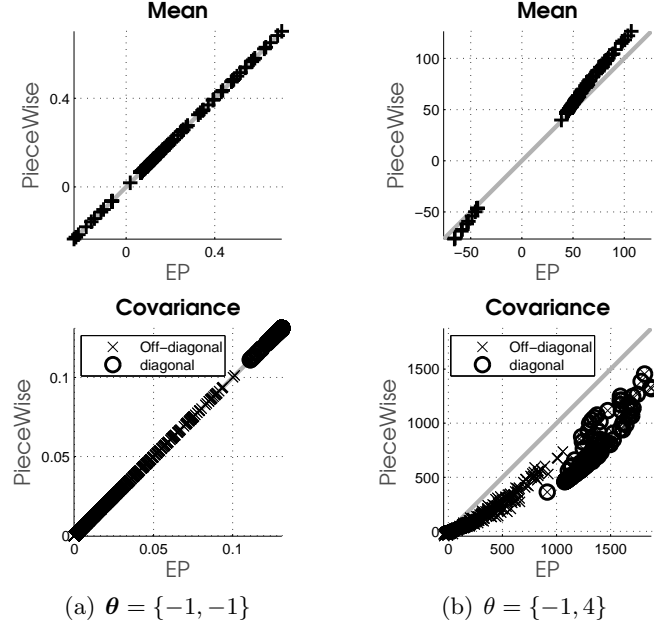 Mean
Mean
PieceWise
0.4
0
0
0.4
EP
PieceWise
100
50
0
−50
−50
0
50
100
EP
Covariance
Covariance
PieceWise
0.1
0.05
0
0
0.05
0.1
EP
Off−diagonal
diagonal
PieceWise
1500
1000
500
0
0
500
1000
1500
EP
Off−diagonal
diagonal
(a) θ = {−1, −1}
(b) θ = {−1, 4}